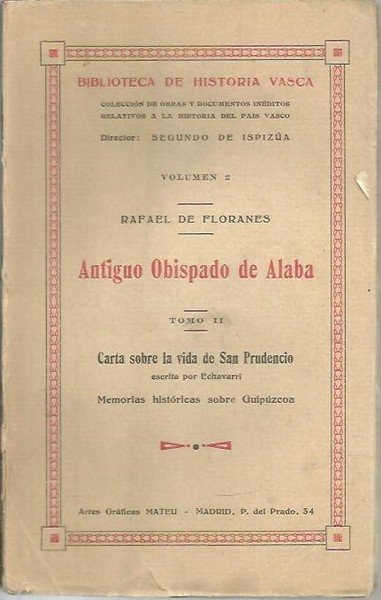 BIBLIOTECA DE HISTORIA VASCA
COLECCIÓN DE OBRAS Y DOCUMENTOS INÉDITOS
RELATIVOS A LA HISTORIA DEL PAIS VASCO
Director: SEGUNDO DE ISPIZÚA
VOLUMEN 2
RAFAEL DE FLORANES
Antiguo Obispado de Alaba
TOMO II
Carta sobre la vida de San Prudencio
escrita por Echavarri
Memorias históricas sobre Guipúzcoa
Artes Gráficas MATEU - MADRID, P. del Prado, 34